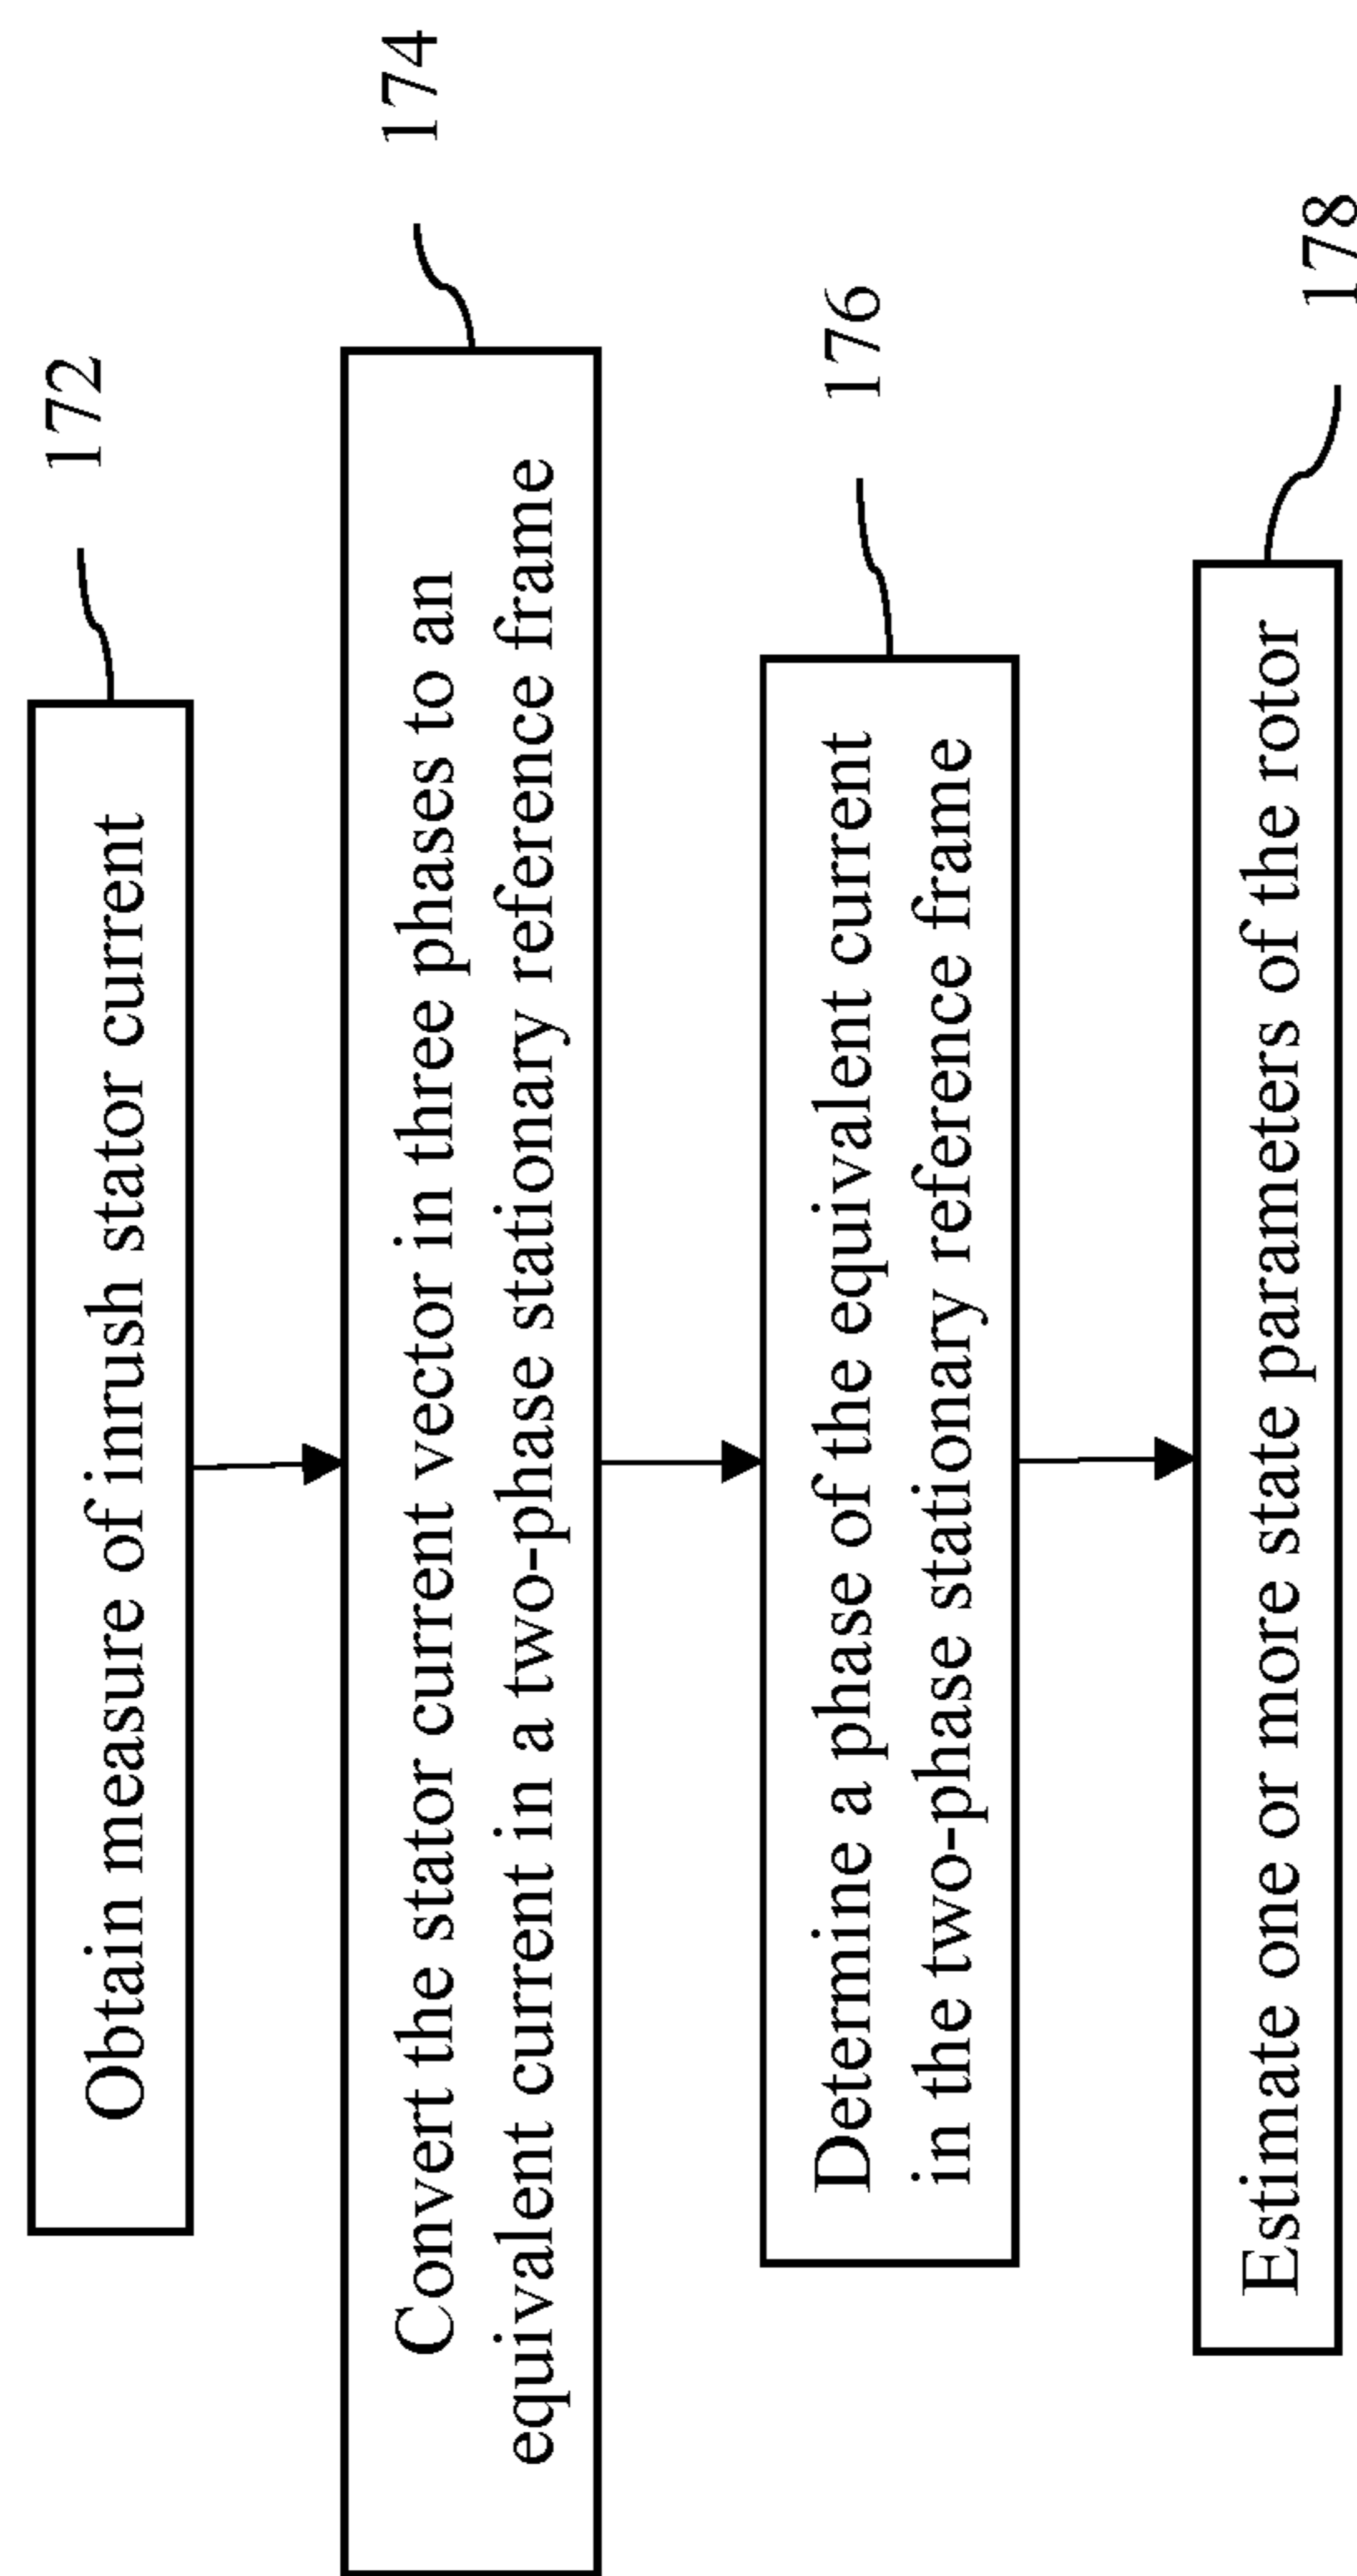 Obtain measure of inrush stator current
172
Convert the stator current vector in three phases to an
equivalent current in a two-phase stationary reference frame
174
Determine a phase of the equivalent current
in the two-phase stationary reference frame
176
Estimate one or more state parameters of the rotor
178